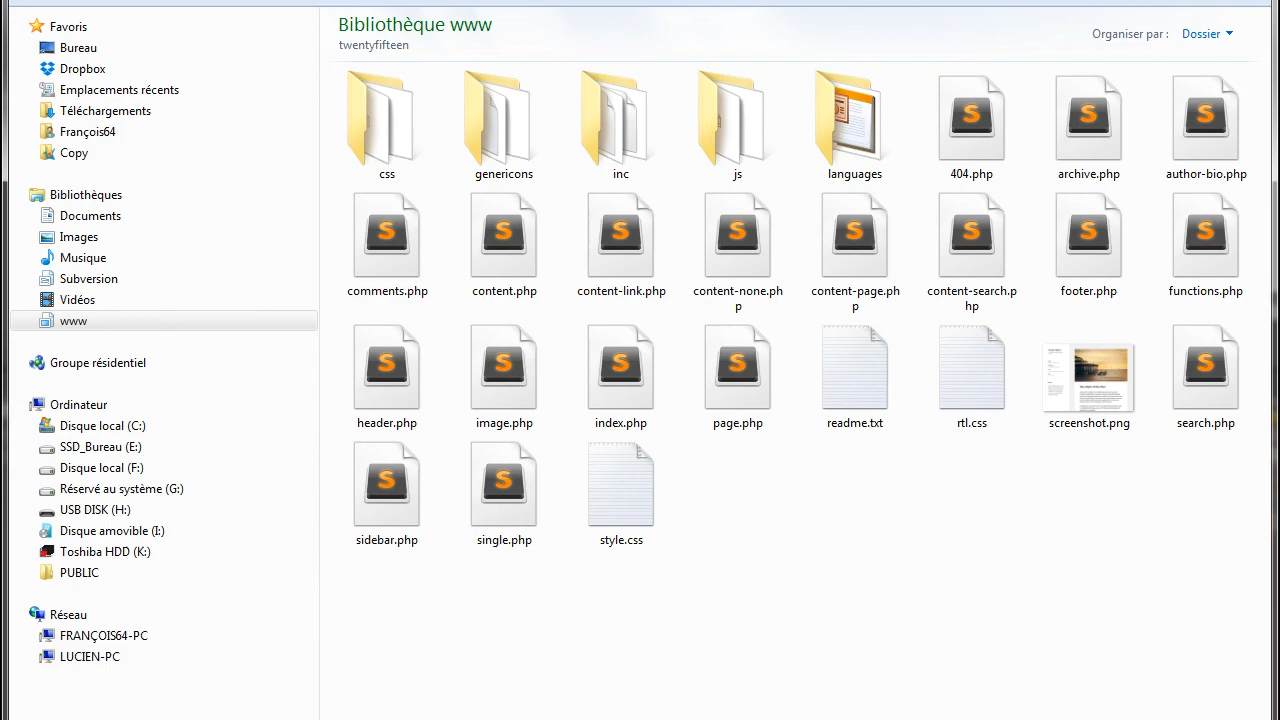 Favoris
Bureau
Dropbox
Emplacements récents
Téléchargements
François64
Copy
Bibliothèques
Documents
Images
Musique
Subversion
Vidéos
www
Groupe résidentiel
Ordinateur
Disque local (C:)
SSD_Bureau (E:)
Disque local (F:)
Réservé au système (G:)
USB DISK (H:)
Disque amovible (I:)
Toshiba HDD (K:)
PUBLIC
Réseau
FRANÇOIS64-PC
LUCIEN-PC
Bibliothèque www
twentyfifteen
Organiser par : Dossier
css genericons inc js languages 404.php archive.php author-bio.php
comments.php content.php content-link.php content-none.ph content-page.ph content-search.p footer.php functions.php
p p hp
header.php image.php index.php page.php readme.txt rtl.css screenshot.png search.php
sidebar.php single.php style.css